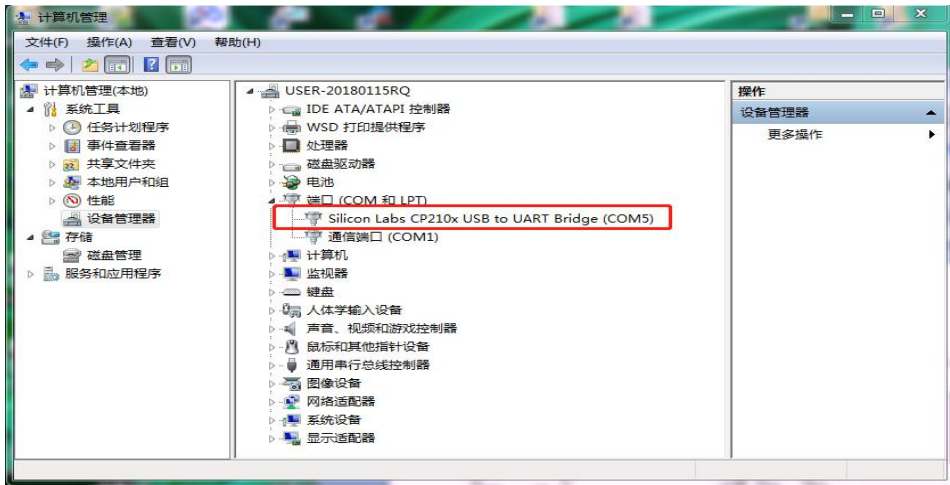 计算机管理
文件(F) 操作(A) 查看(V) 帮助(H)
计算机管理(本地)
系统工具
任务计划程序
事件查看器
共享文件夹
本地用户和组
性能
设备管理器
存储
磁盘管理
服务和应用程序
USER-20180115RQ
IDE ATA/ATAPI 控制器
WSD 打印提供程序
处理器
磁盘驱动器
电池
端口 (COM 和 LPT)
Silicon Labs CP210x USB to UART Bridge (COM5)
通信端口 (COM1)
计算机
监视器
键盘
人体学输入设备
声音、视频和游戏控制器
鼠标和其他指针设备
通用串行总线控制器
图像设备
网络适配器
系统设备
显示适配器
操作
设备管理器
更多操作